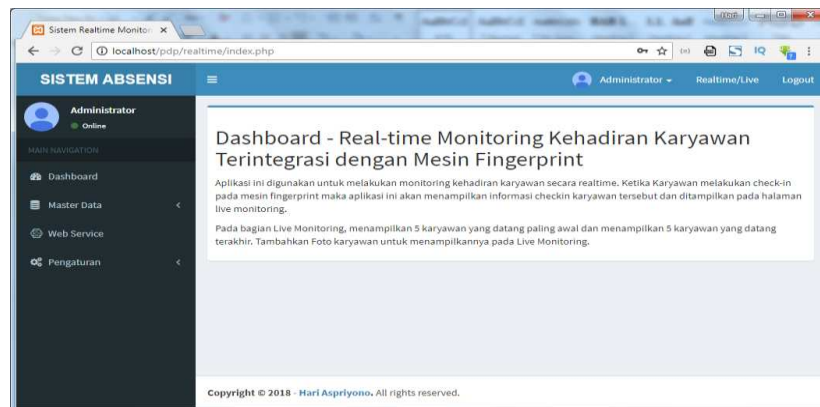 Sistem Realtime Monitor
localhost/pdp/realtime/index.php
IQ
SISTEM ABSENSI
Administrator
Realtime/Live
Logout
Administrator
Online
MAIN NAVIGATION
Dashboard
Master Data
Web Service
Pengaturan
Dashboard - Real-time Monitoring Kehadiran Karyawan
Terintegrasi dengan Mesin Fingerprint
Aplikasi ini digunakan untuk melakukan monitoring kehadiran karyawan secara realtime. Ketika Karyawan melakukan check-in
pada mesin fingerprint maka aplikasi ini akan menampilkan informasi checkin karyawan tersebut dan ditampilkan pada halaman
live monitoring.
Pada bagian Live Monitoring, menampilkan 5 karyawan yang datang paling awal dan menampilkan 5 karyawan yang datang
terakhir. Tambahkan Foto karyawan untuk menampilkannya pada Live Monitoring.
Copyright © 2018 - Hari Aspriyono. All rights reserved.